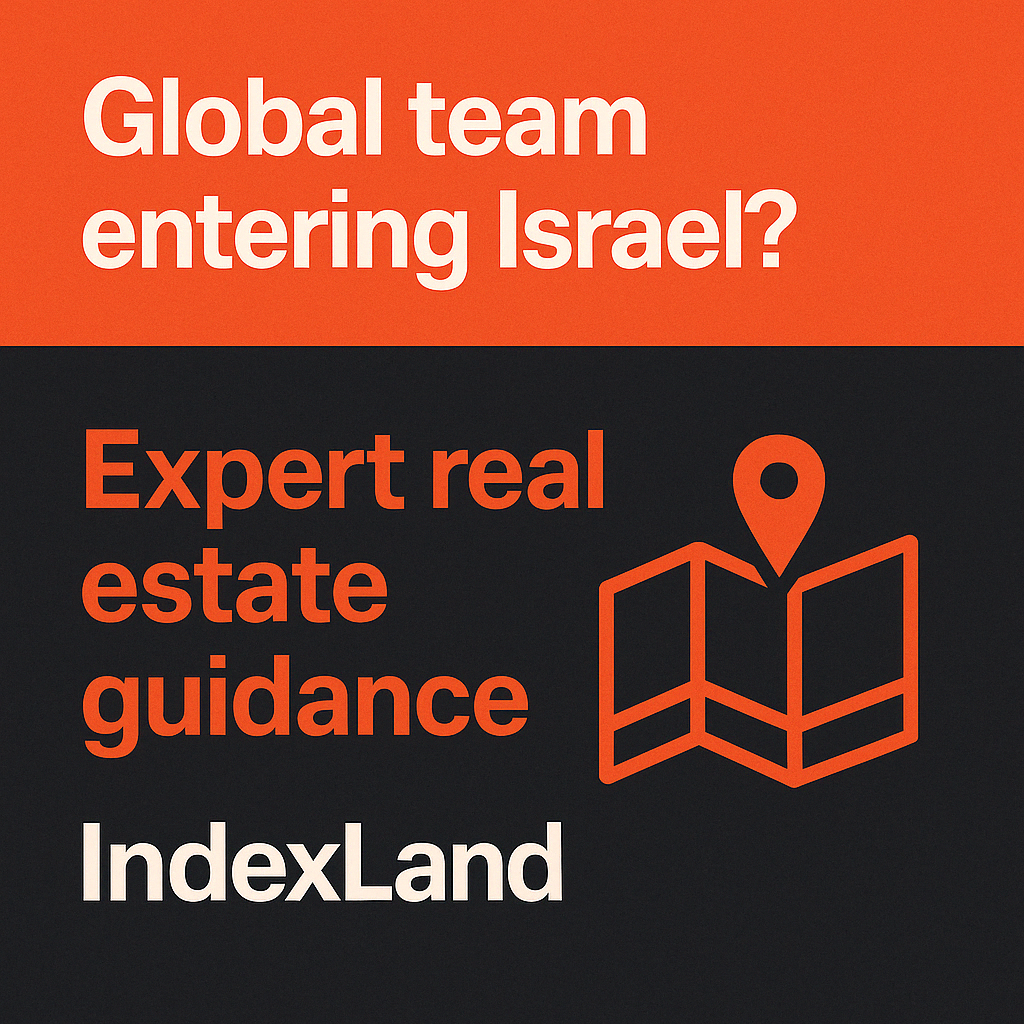 Global team
entering Israel?
Expert real
estate
guidance
IndexLand